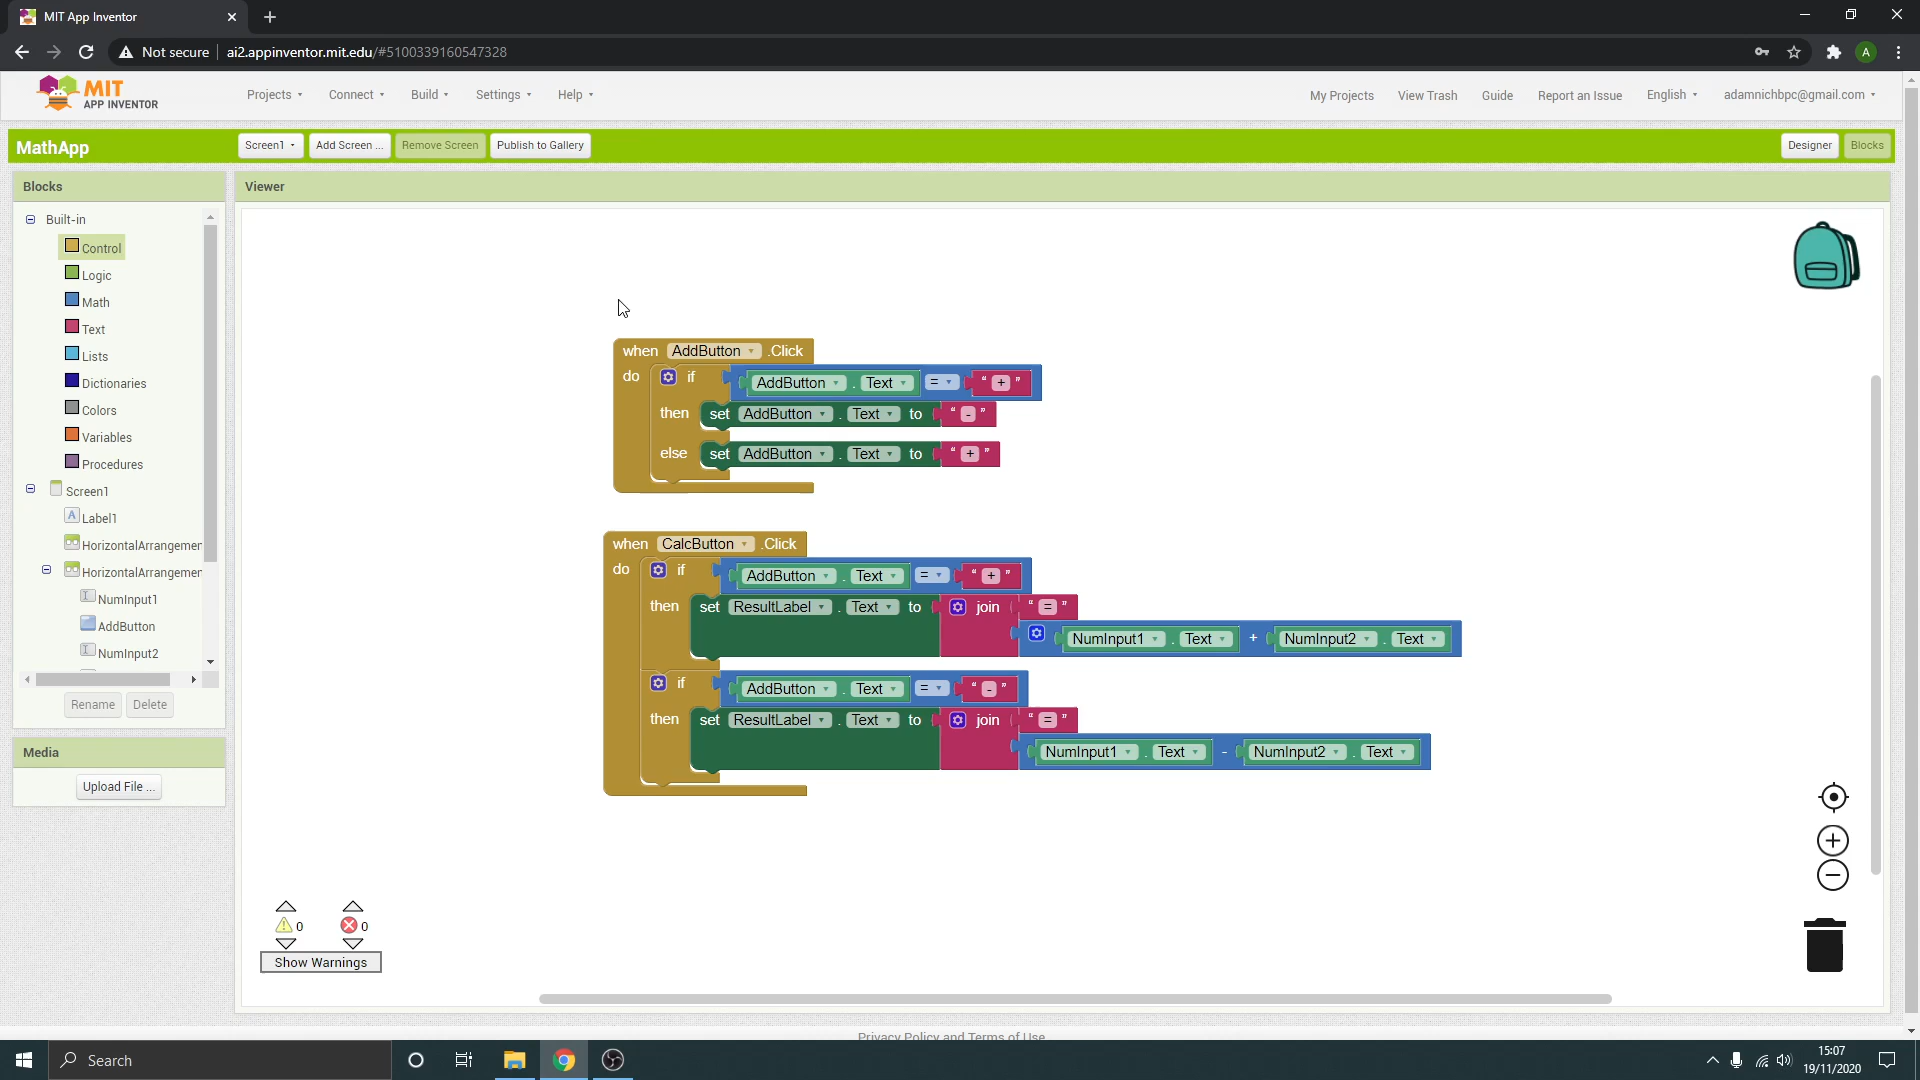 MIT App Inventor
Not secure
ai2.appinventor.mit.edu/#5100339160547328
A
MIT
APP INVENTOR
Projects
Connect
Build
Settings
Help
My Projects
View Trash
Guide
Report an Issue
English
adamnichbpc@gmail.com
MathApp
Screen1
Add Screen ...
Remove Screen
Publish to Gallery
Designer
Blocks
Blocks
Viewer
Built-in
Control
Logic
Math
Text
Lists
Dictionaries
Colors
Variables
Procedures
Screen1
A Label1
HorizontalArrangemen
HorizontalArrangemen
NumInput1
AddButton
NumInput2
Rename
Delete
Media
Upload File ...
when AddButton .Click
do if AddButton . Text = “ + ”
then set AddButton . Text to “ - ”
else set AddButton . Text to “ + ”
when CalcButton .Click
do if AddButton . Text = “ + ”
then set ResultLabel . Text to join “ = ”
NumInput1 . Text + NumInput2 . Text
if AddButton . Text = “ - ”
then set ResultLabel . Text to join “ = ”
NumInput1 . Text - NumInput2 . Text
0
0
Show Warnings
Privacy Policy and Terms of Use
Search
15:07
19/11/2020